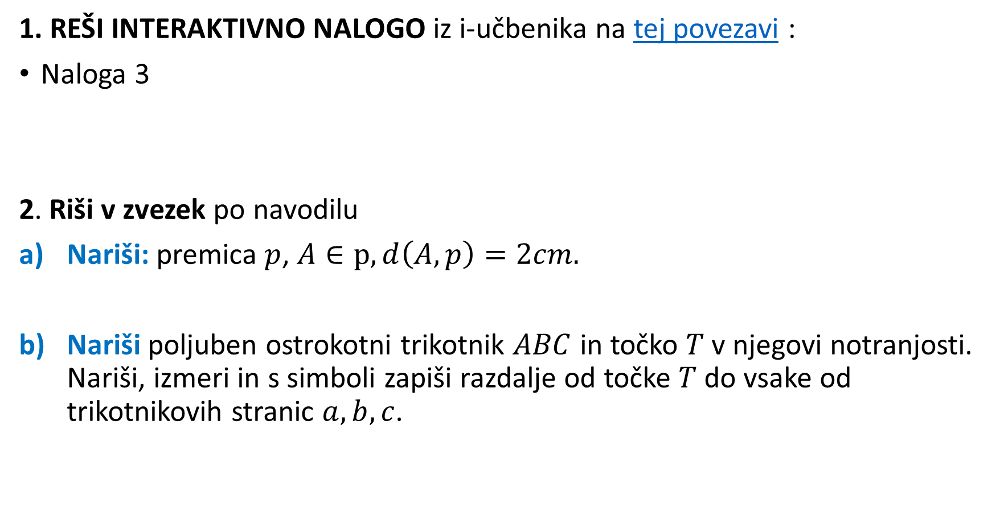 1. REŠI INTERAKTIVNO NALOGO iz i-učbenika na tej povezavi :
• Naloga 3
2. Riši v zvezek po navodilu
a) Nariši: premica p, A ∈ p, d(A, p) = 2cm.
b) Nariši poljuben ostrokotni trikotnik ABC in točko T v njegovi notranjosti.
Nariši, izmeri in s simboli zapiši razdalje od točke T do vsake od
trikotnikovih stranic a, b, c.